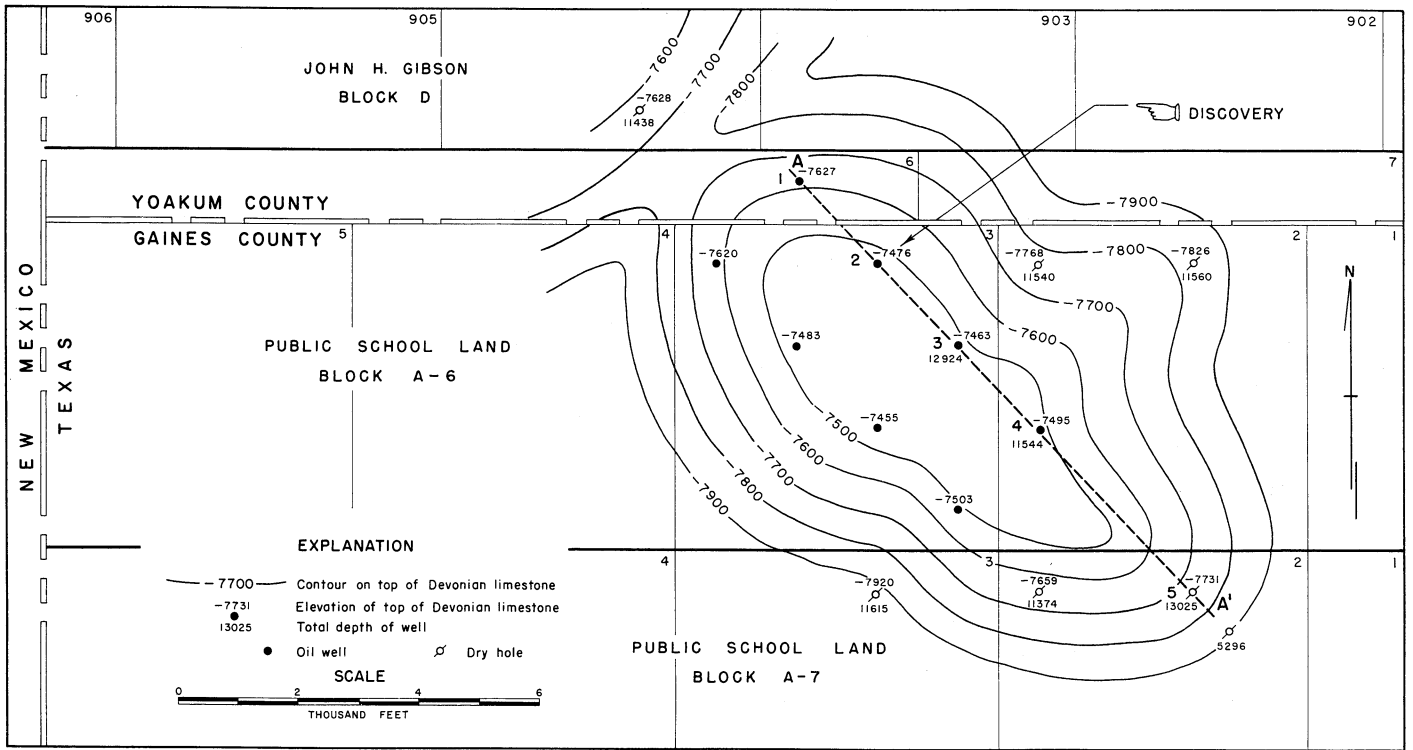 906
905
903
902
JOHN H. GIBSON
BLOCK D
-7600
-7700
-7800
-7628
11438
DISCOVERY
A
1
-7627
6
7
YOAKUM COUNTY
GAINES COUNTY
5
4
3
2
1
-7900
-7620
2
-7476
-7768
11540
-7800
-7826
11560
N
-7700
-7600
PUBLIC SCHOOL LAND
BLOCK A-6
-7483
3
-7463
12924
-7455
4
-7495
11544
-7500
-7600
-7700
-7800
-7900
-7503
NEW MEXICO
TEXAS
4
3
2
1
-7920
11615
-7659
11374
5
-7731
13025
A'
5296
PUBLIC SCHOOL LAND
BLOCK A-7
EXPLANATION
-7700 Contour on top of Devonian limestone
-7731 Elevation of top of Devonian limestone
13025 Total depth of well
Oil well Dry hole
SCALE
0 2 4 6
THOUSAND FEET